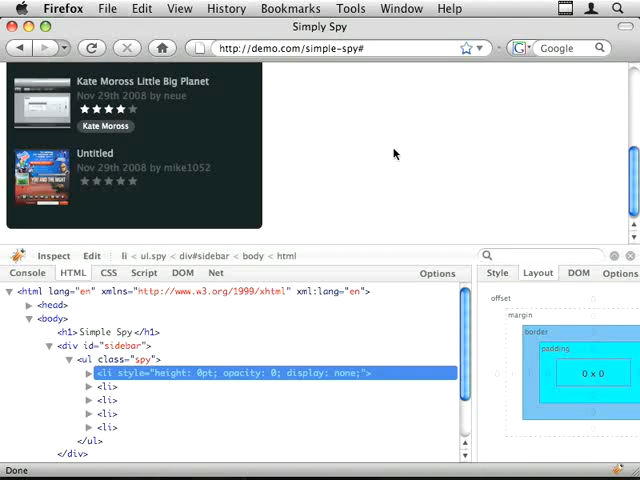 Firefox File Edit View History Bookmarks Tools Window Help
Simply Spy
http://demo.com/simple-spy#
Google
Kate Moross Little Big Planet
Nov 29th 2008 by neue
Kate Moross
Untitled
Nov 29th 2008 by mike1052
Inspect Edit li < ul.spy < div#sidebar < body < html
Console HTML CSS Script DOM Net Options
Style Layout DOM Options
<html lang="en" xmlns="http://www.w3.org/1999/xhtml" xml:lang="en">
<head>
<body>
<h1>Simple Spy</h1>
<div id="sidebar">
<ul class="spy">
<li style="height: 0pt; opacity: 0; display: none;">
<li>
<li>
<li>
<li>
</ul>
</div>
offset
margin
border
padding
0 x 0
Done